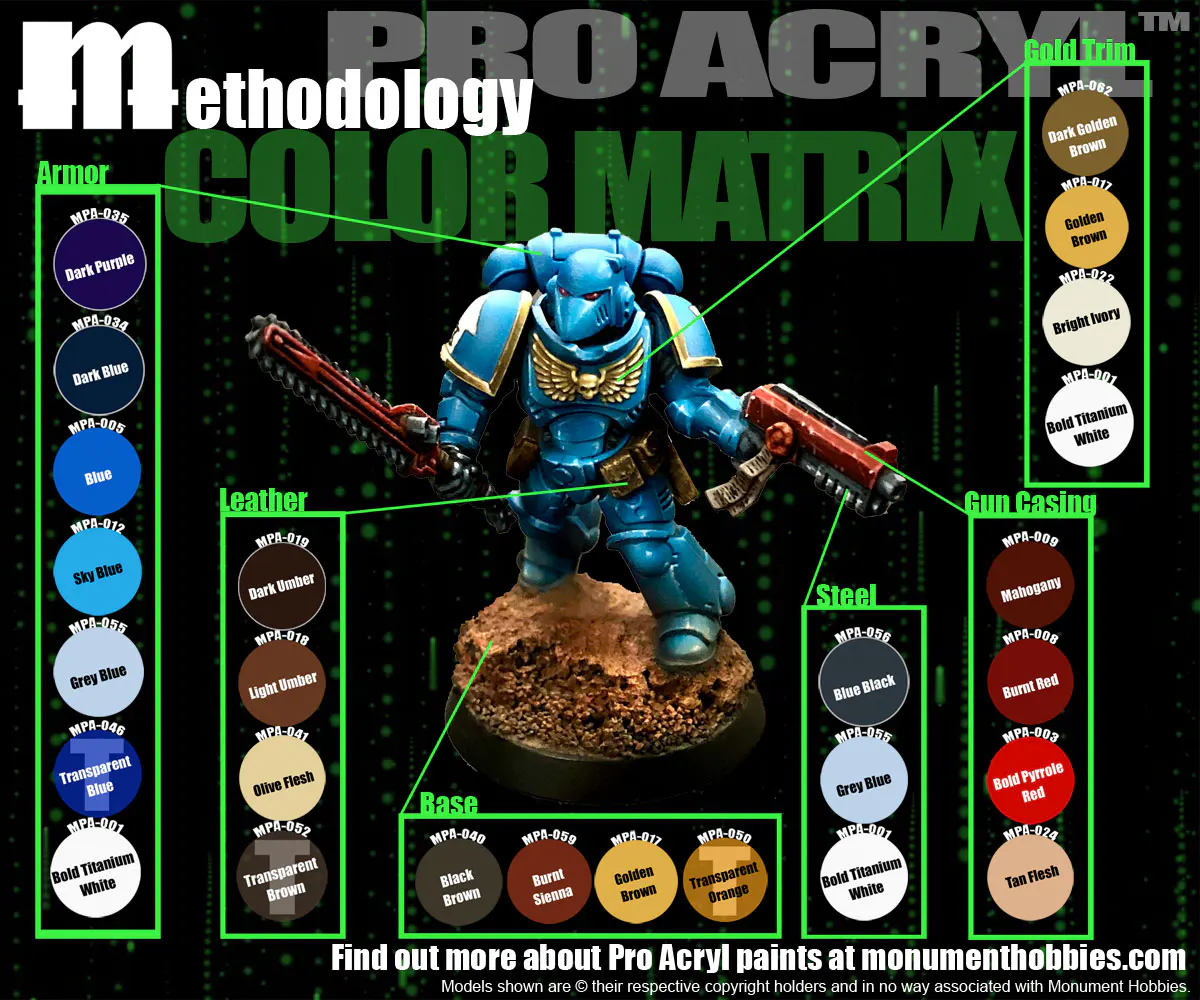 PRO ACRYL™
methodology
COLOR MATRIX
Armor
MPA-035
Dark Purple
MPA-034
Dark Blue
MPA-005
Blue
MPA-012
Sky Blue
MPA-055
Grey Blue
MPA-046
T
Transparent
Blue
MPA-001
Bold Titanium
White
Leather
MPA-019
Dark Umber
MPA-018
Light Umber
MPA-041
Olive Flesh
MPA-052
T
Transparent
Brown
Base
MPA-040
Black
Brown
MPA-059
Burnt
Sienna
MPA-017
Golden
Brown
MPA-050
T
Transparent
Orange
Steel
MPA-056
Blue Black
MPA-055
Grey Blue
MPA-001
Bold Titanium
White
Gun Casing
MPA-009
Mahogany
MPA-008
Burnt Red
MPA-003
Bold Pyrrole
Red
MPA-024
Tan Flesh
Gold Trim
MPA-062
Dark Golden
Brown
MPA-017
Golden
Brown
MPA-022
Bright Ivory
MPA-001
Bold Titanium
White
Find out more about Pro Acryl paints at monumenthobbies.com
Models shown are © their respective copyright holders and in no way associated with Monument Hobbies.